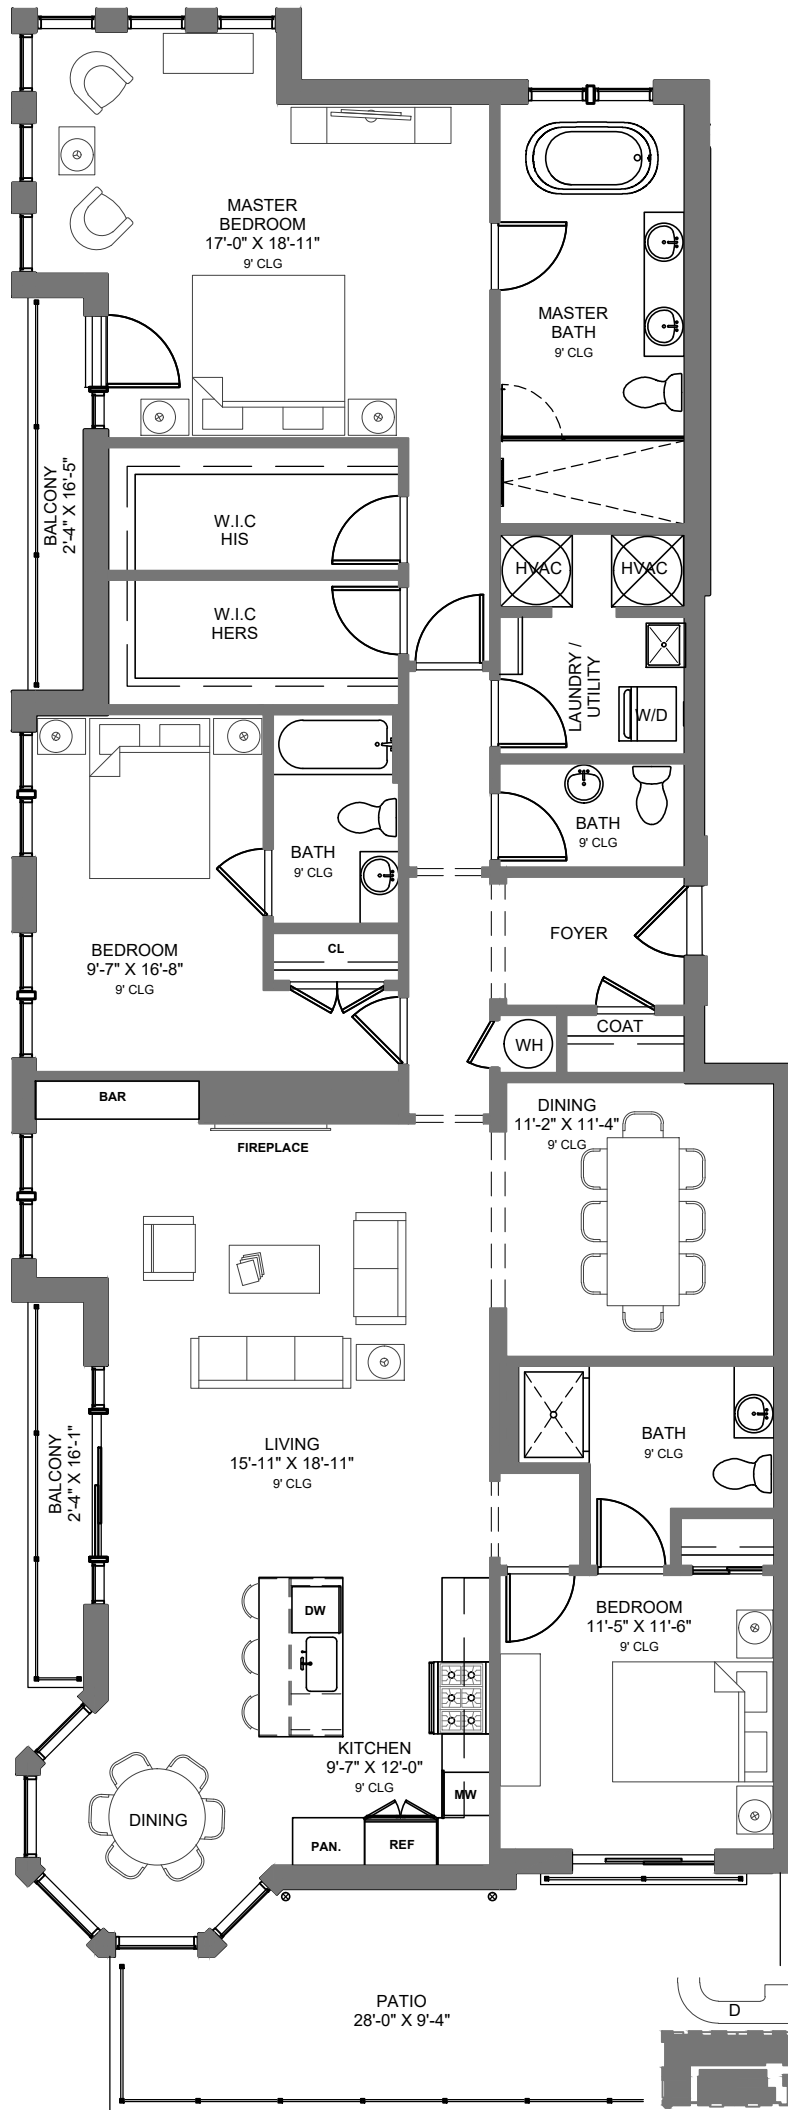 MASTER
BEDROOM
17'-0" X 18'-11"
9' CLG
MASTER
BATH
9' CLG
BALCONY
2'-4" X 16'-5"
W.I.C
HIS
W.I.C
HERS
HVAC
HVAC
LAUNDRY /
UTILITY
W/D
BATH
9' CLG
BATH
9' CLG
FOYER
BEDROOM
9'-7" X 16'-8"
9' CLG
CL
COAT
WH
BAR
FIREPLACE
DINING
11'-2" X 11'-4"
9' CLG
LIVING
15'-11" X 18'-11"
9' CLG
BATH
9' CLG
BALCONY
2'-4" X 16'-1"
DW
BEDROOM
11'-5" X 11'-6"
9' CLG
KITCHEN
9'-7" X 12'-0"
9' CLG
MW
DINING
PAN.
REF
PATIO
28'-0" X 9'-4"
D